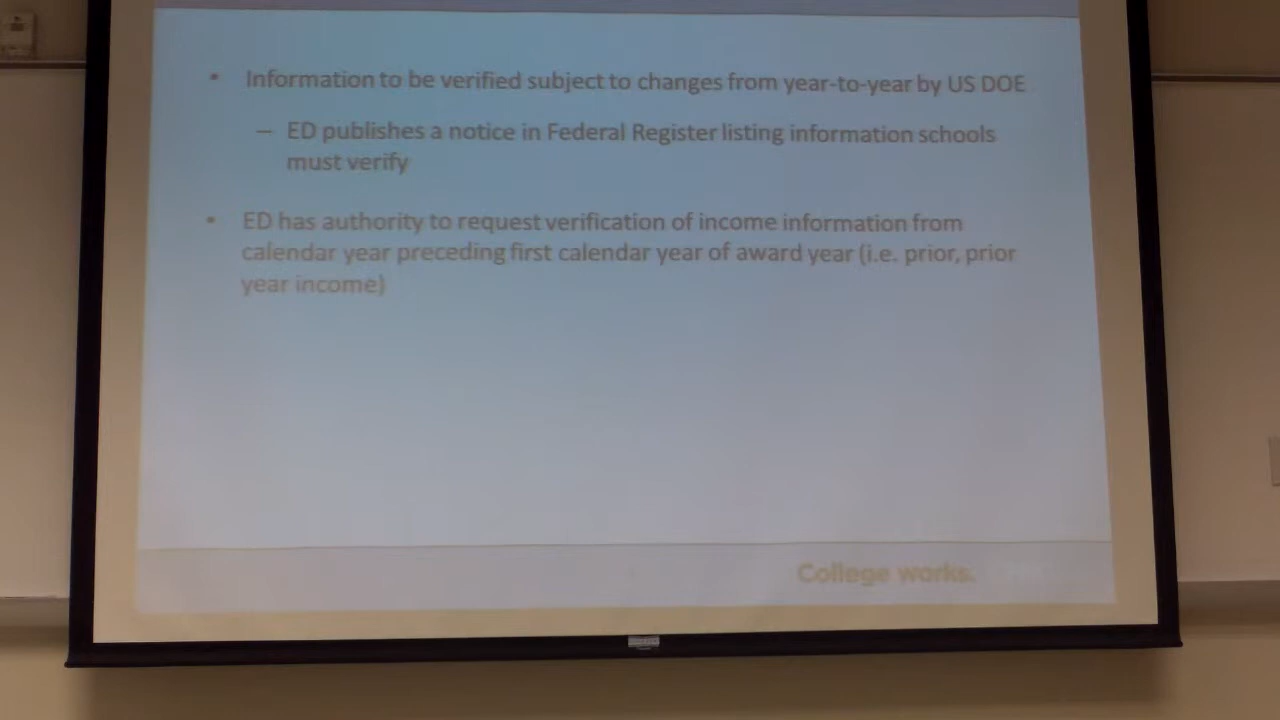 • Information to be verified subject to changes from year-to-year by US DOE
– ED publishes a notice in Federal Register listing information schools
must verify
• ED has authority to request verification of income information from
calendar year preceding first calendar year of award year (i.e. prior, prior
year income)
College works.